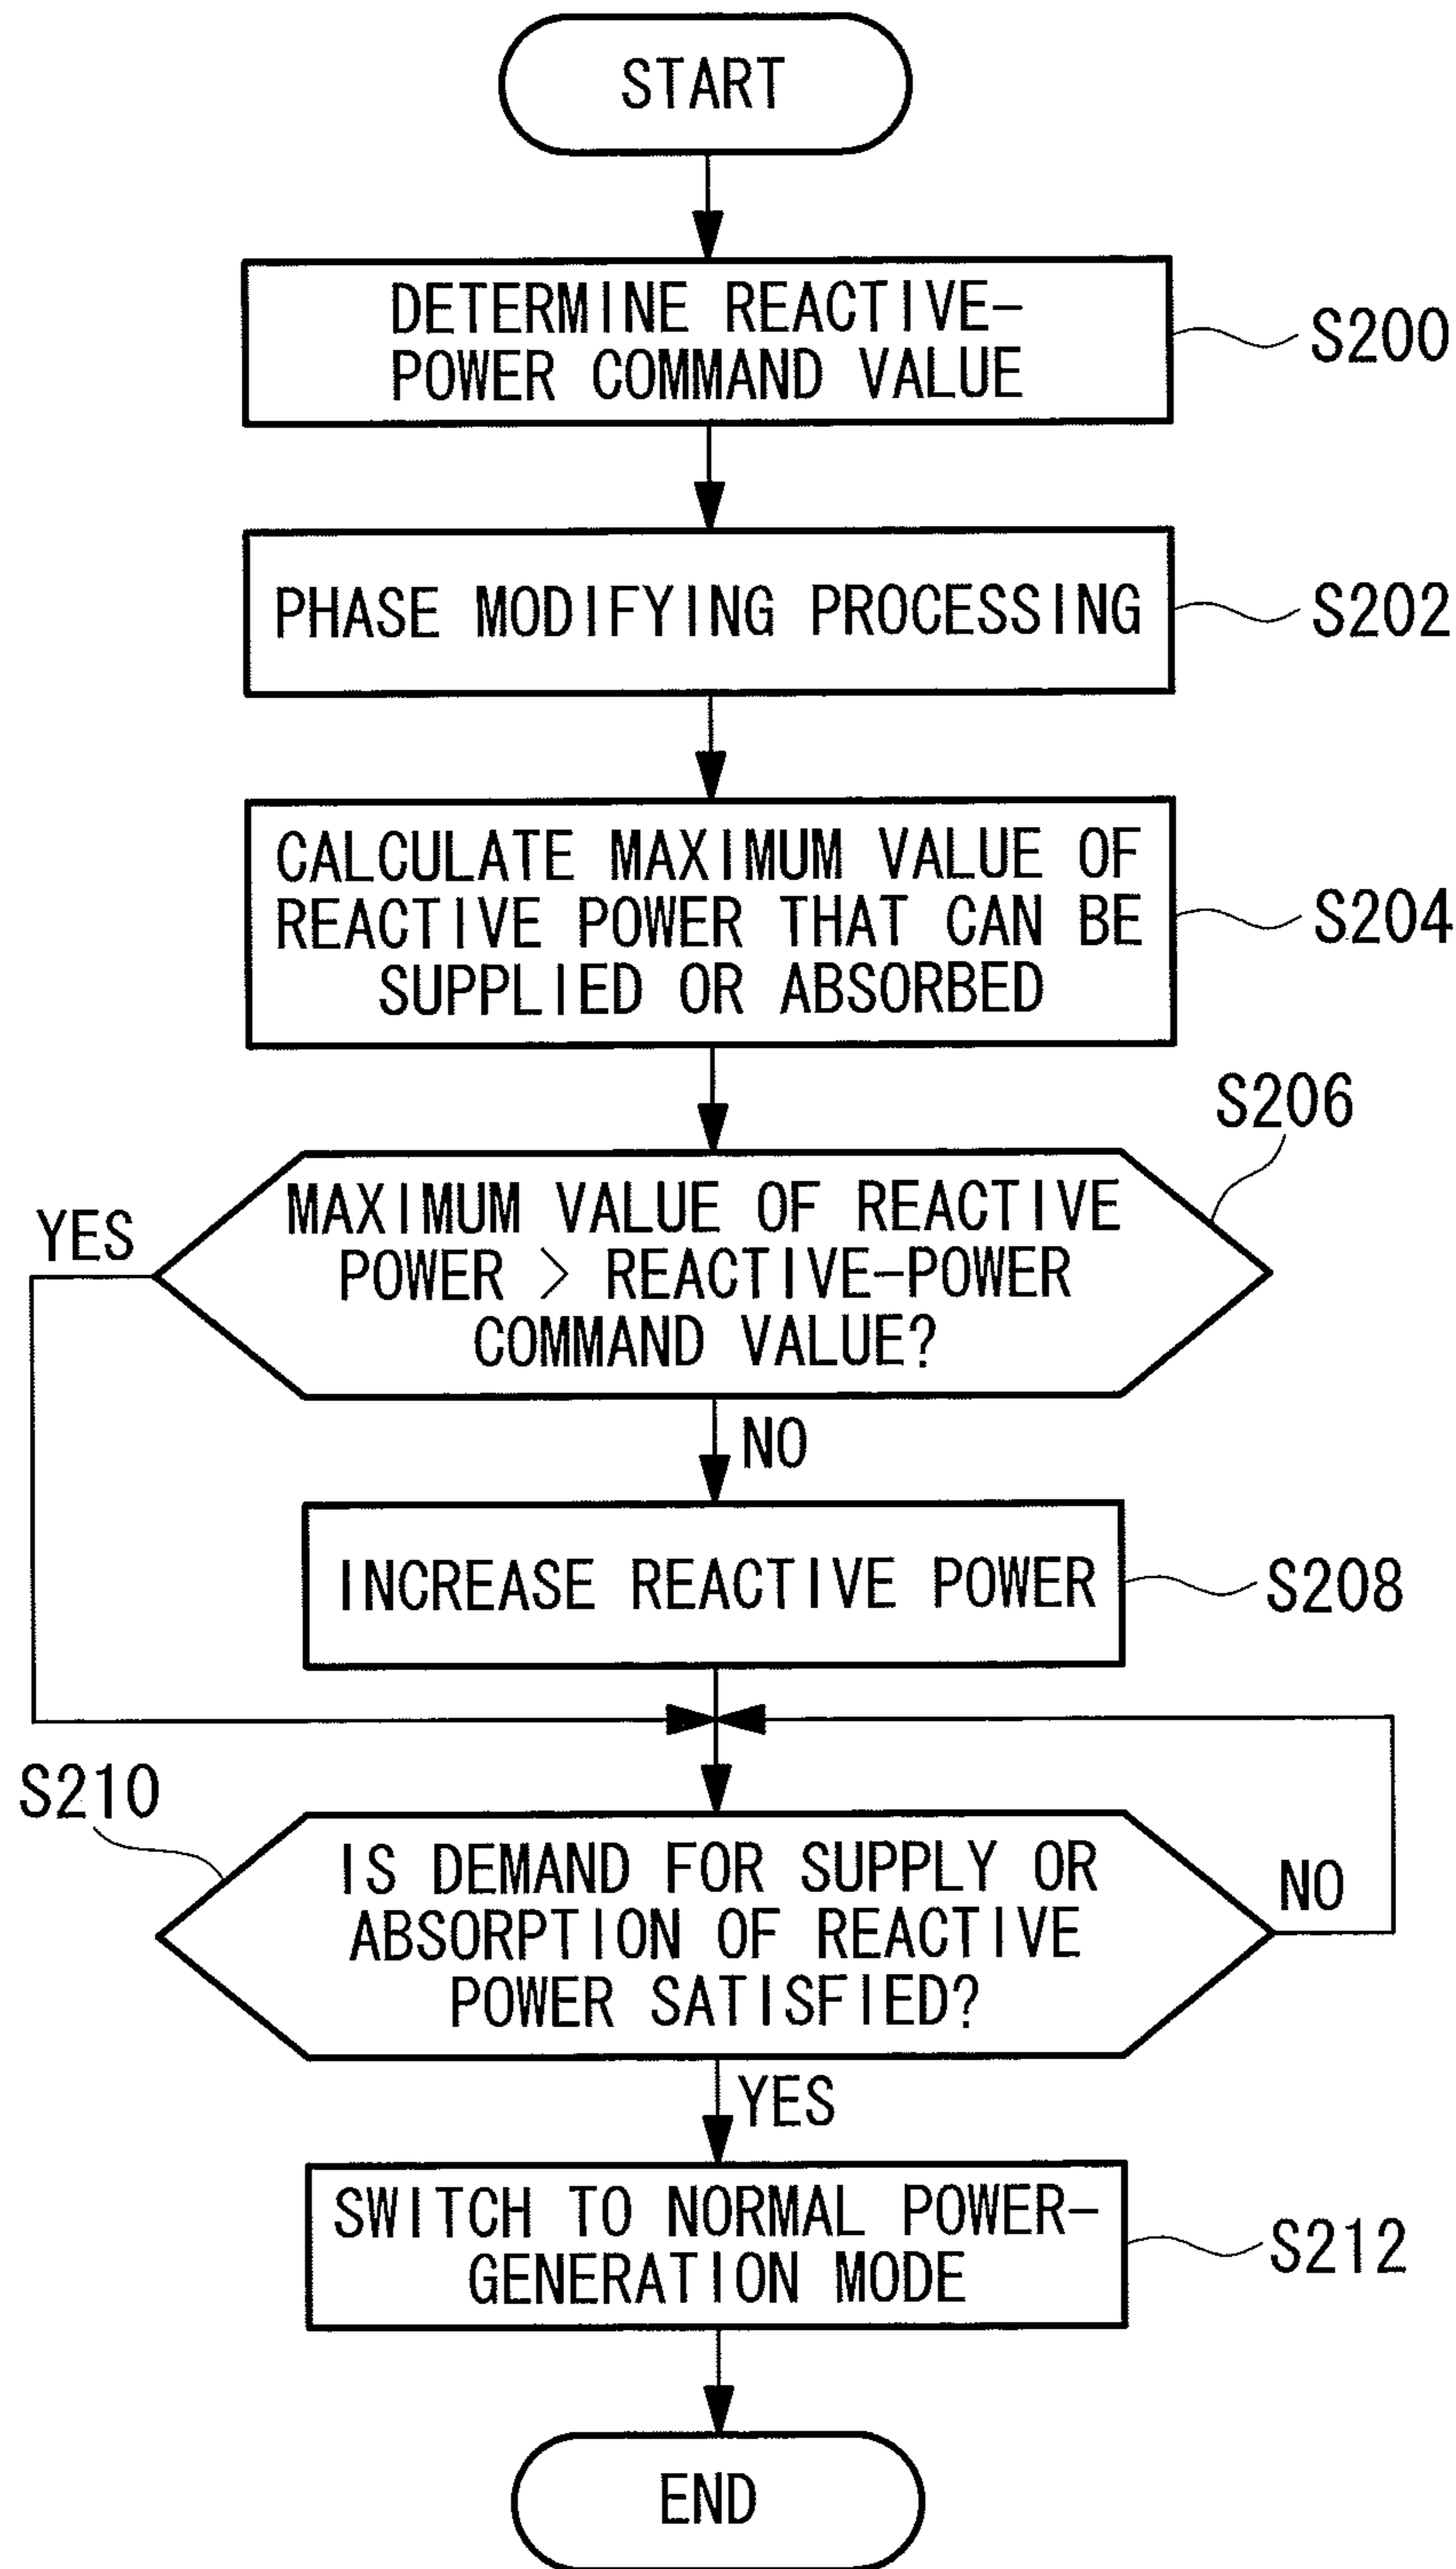 START
DETERMINE REACTIVE-
POWER COMMAND VALUE
S200
PHASE MODIFYING PROCESSING
S202
CALCULATE MAXIMUM VALUE OF
REACTIVE POWER THAT CAN BE
SUPPLIED OR ABSORBED
S204
S206
MAXIMUM VALUE OF REACTIVE
POWER > REACTIVE-POWER
COMMAND VALUE?
YES
NO
INCREASE REACTIVE POWER
S208
S210
IS DEMAND FOR SUPPLY OR
ABSORPTION OF REACTIVE
POWER SATISFIED?
NO
YES
SWITCH TO NORMAL POWER-
GENERATION MODE
S212
END